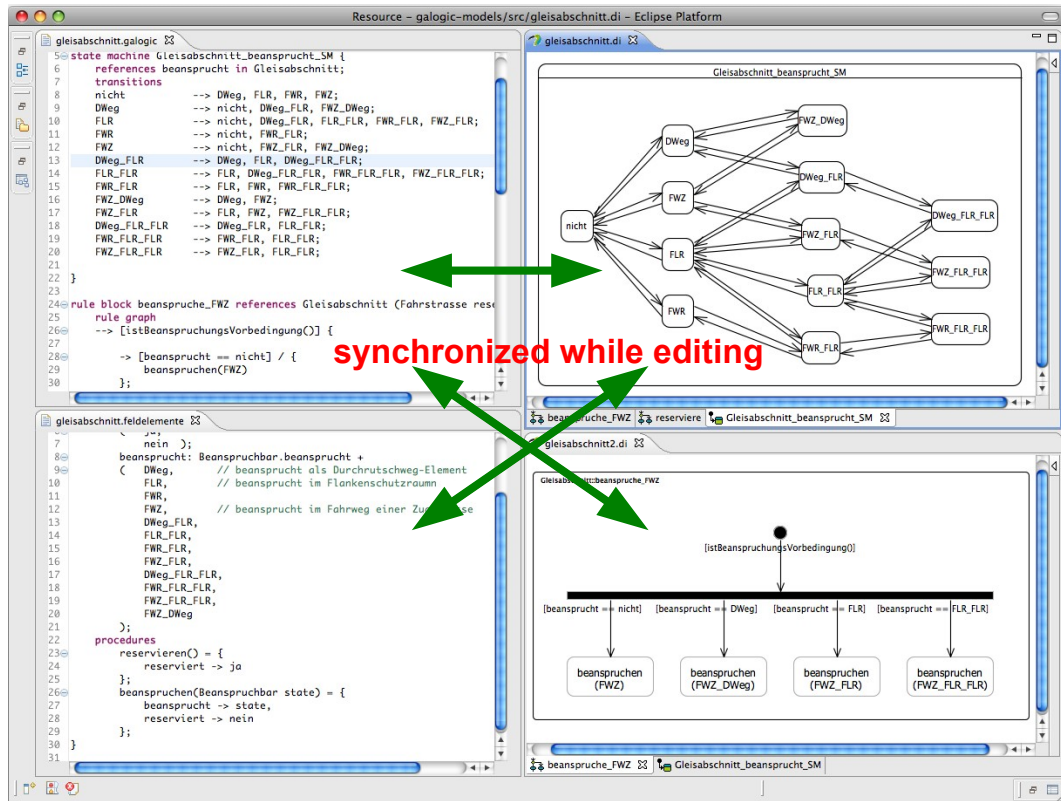 Resource – galogic-models/src/gleisabschnitt.di – Eclipse Platform
gleisabschnitt.galogic
5 state machine Gleisabschnitt_beansprucht_SM {
6 references beansprucht in Gleisabschnitt;
7 transitions
8 nicht --> DWeg, FLR, FWR, FWZ;
9 DWeg --> nicht, DWeg_FLR, FWZ_DWeg;
10 FLR --> nicht, DWeg_FLR, FLR_FLR, FWR_FLR, FWZ_FLR;
11 FWR --> nicht, FWR_FLR;
12 FWZ --> nicht, FWZ_FLR, FWZ_DWeg;
13 DWeg_FLR --> DWeg, FLR, DWeg_FLR_FLR;
14 FLR_FLR --> FLR, DWeg_FLR_FLR, FWR_FLR_FLR, FWZ_FLR_FLR;
15 FWR_FLR --> FLR, FWR, FWR_FLR_FLR;
16 FWZ_DWeg --> DWeg, FWZ;
17 FWZ_FLR --> FLR, FWZ, FWZ_FLR_FLR;
18 DWeg_FLR_FLR --> DWeg_FLR, FLR_FLR;
19 FWR_FLR_FLR --> FWR_FLR, FLR_FLR;
20 FWZ_FLR_FLR --> FWZ_FLR, FLR_FLR;
21
22 }
23
24 rule block beanspruche_FWZ references Gleisabschnitt (Fahrstrasse rese
25 rule graph
26 --> [istBeanspruchungsVorbedingung()] {
27
28 -> [beansprucht == nicht] / {
29 beanspruchen(FWZ)
30 };
gleisabschnitt.di
Gleisabschnitt_beansprucht_SM
FWZ_DWeg
DWeg
DWeg_FLR
FWZ
DWeg_FLR_FLR
nicht
FWZ_FLR
FLR
FWZ_FLR_FLR
FLR_FLR
FWR
FWR_FLR_FLR
FWR_FLR
beanspruche_FWZ
reserviere
Gleisabschnitt_beansprucht_SM
synchronized while editing
gleisabschnitt.feldelemente
7 nein );
8 beansprucht: Beanspruchbar.beansprucht +
9 ( DWeg, // beansprucht als Durchrutschweg-Element
10 FLR, // beansprucht im Flankenschutzraumn
11 FWR,
12 FWZ, // beansprucht im Fahrweg einer
13 DWeg_FLR,
14 FLR_FLR,
15 FWR_FLR,
16 FWZ_FLR,
17 DWeg_FLR_FLR,
18 FWR_FLR_FLR,
19 FWZ_FLR_FLR,
20 FWZ_DWeg
21 );
22 procedures
23 reservieren() = {
24 reserviert -> ja
25 };
26 beanspruchen(Beanspruchbar state) = {
27 beansprucht -> state,
28 reserviert -> nein
29 };
30 }
31
gleisabschnitt2.di
Gleisabschnitt::beanspruche_FWZ
[istBeanspruchungsVorbedingung()]
[beansprucht == nicht]
[beansprucht == DWeg]
[beansprucht == FLR]
[beansprucht == FLR_FLR]
beanspruchen
(FWZ)
beanspruchen
(FWZ_DWeg)
beanspruchen
(FWZ_FLR)
beanspruchen
(FWZ_FLR_FLR)
beanspruche_FWZ
Gleisabschnitt_beansprucht_SM